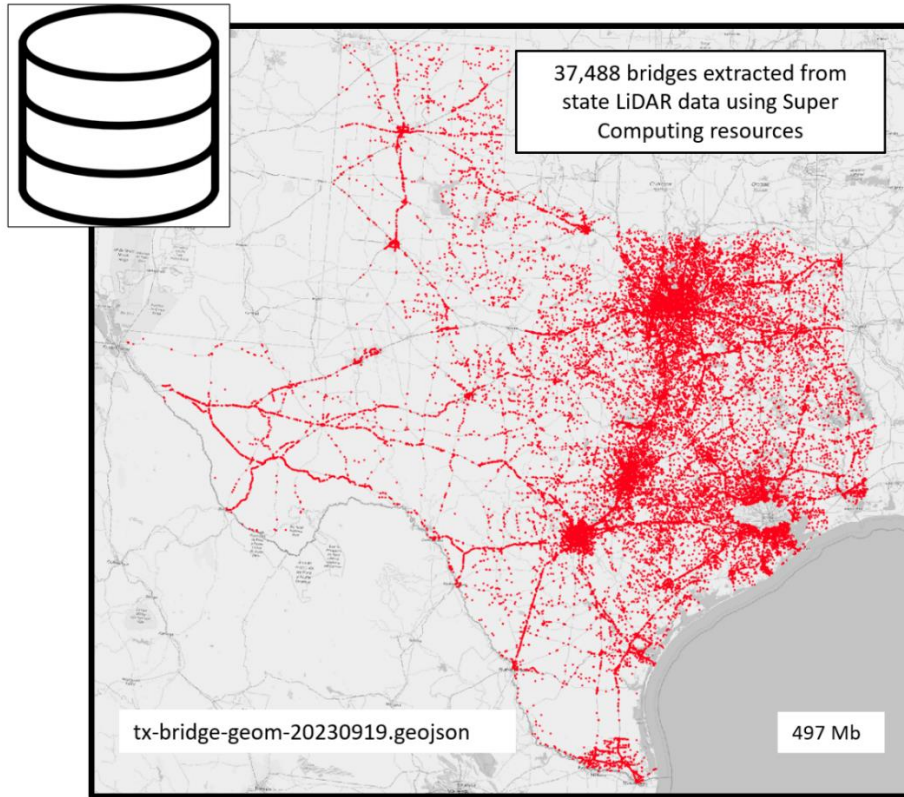 37,488 bridges extracted from
state LiDAR data using Super
Computing resources
tx-bridge-geom-20230919.geojson
497 Mb